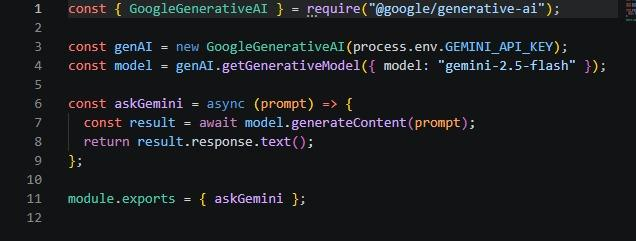 1 const { GoogleGenerativeAI } = require("@google/generative-ai");
2
3 const genAI = new GoogleGenerativeAI(process.env.GEMINI_API_KEY);
4 const model = genAI.getGenerativeModel({ model: "gemini-2.5-flash" });
5
6 const askGemini = async (prompt) => {
7   const result = await model.generateContent(prompt);
8   return result.response.text();
9 };
10
11 module.exports = { askGemini };
12